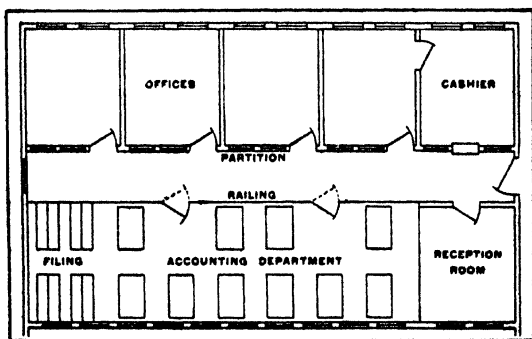 OFFICES
CASHIER
PARTITION
RAILING
FILING
ACCOUNTING DEPARTMENT
RECEPTION
ROOM